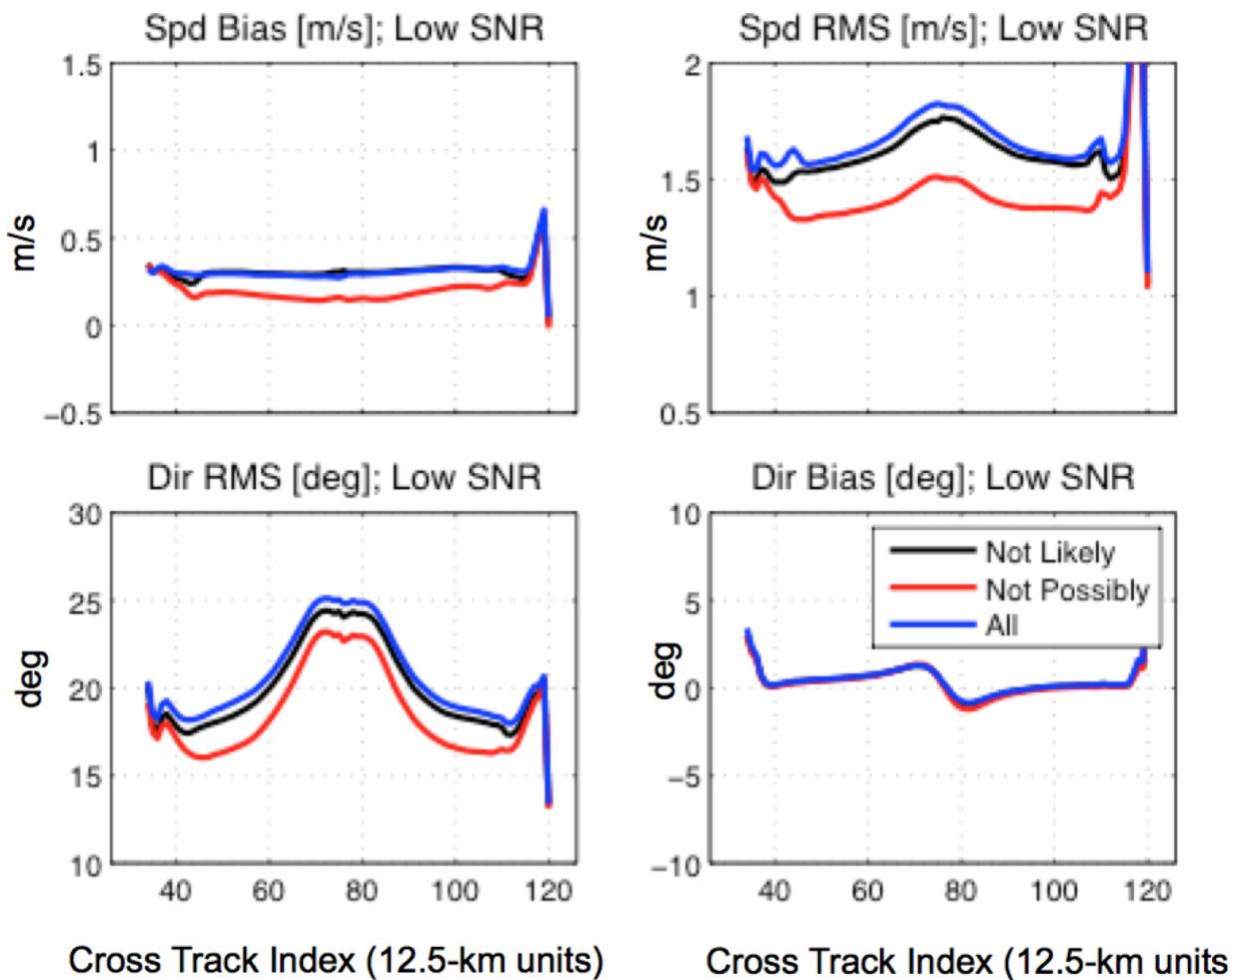 Spd Bias [m/s]; Low SNR
1.5
1
0.5
0
−0.5
m/s
Spd RMS [m/s]; Low SNR
2
1.5
1
0.5
m/s
Dir RMS [deg]; Low SNR
30
25
20
15
10
deg
40 60 80 100 120
Cross Track Index (12.5-km units)
Dir Bias [deg]; Low SNR
10
5
0
−5
−10
deg
Not Likely
Not Possibly
All
40 60 80 100 120
Cross Track Index (12.5-km units